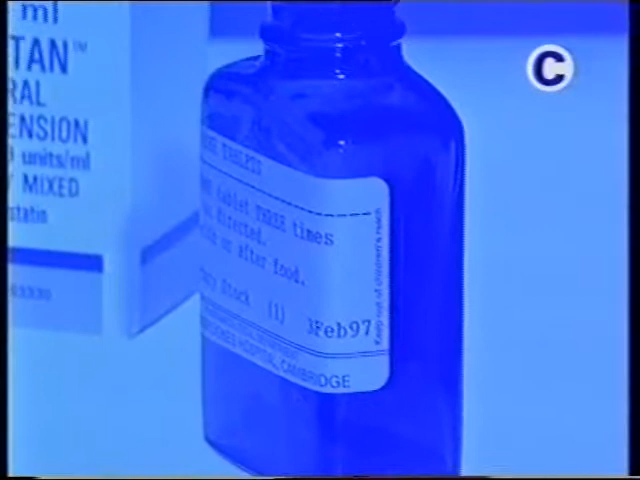 ml
TAN™
RAL
ENSION
units/ml
MIXED
statin
C
TABLETS
tablet THREE times
directed.
or after food.
Stock (1) 3Feb97
Keep out of children's reach
HOSPITAL, CAMBRIDGE